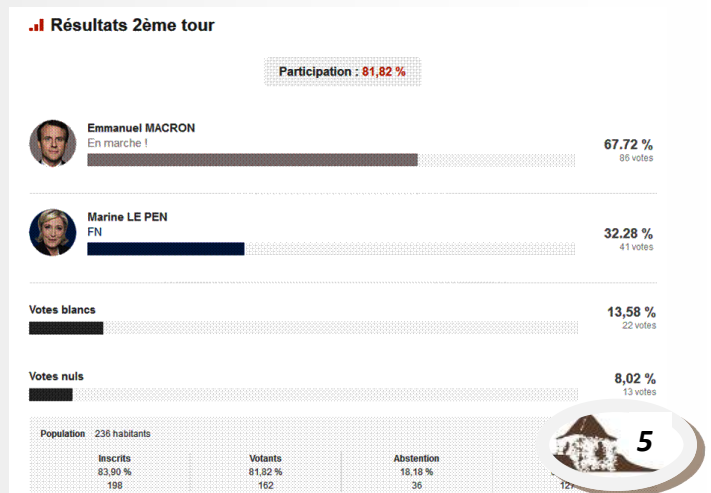 Résultats 2ème tour
Participation : 81,82 %
Emmanuel MACRON
En marche !
67.72 %
86 votes
Marine LE PEN
FN
32.28 %
41 votes
Votes blancs
13,58 %
22 votes
Votes nuls
8,02 %
13 votes
Population 236 habitants
Inscrits Votants Abstention
83,90 % 81,82 % 18,18 %
198 162 36 127
5